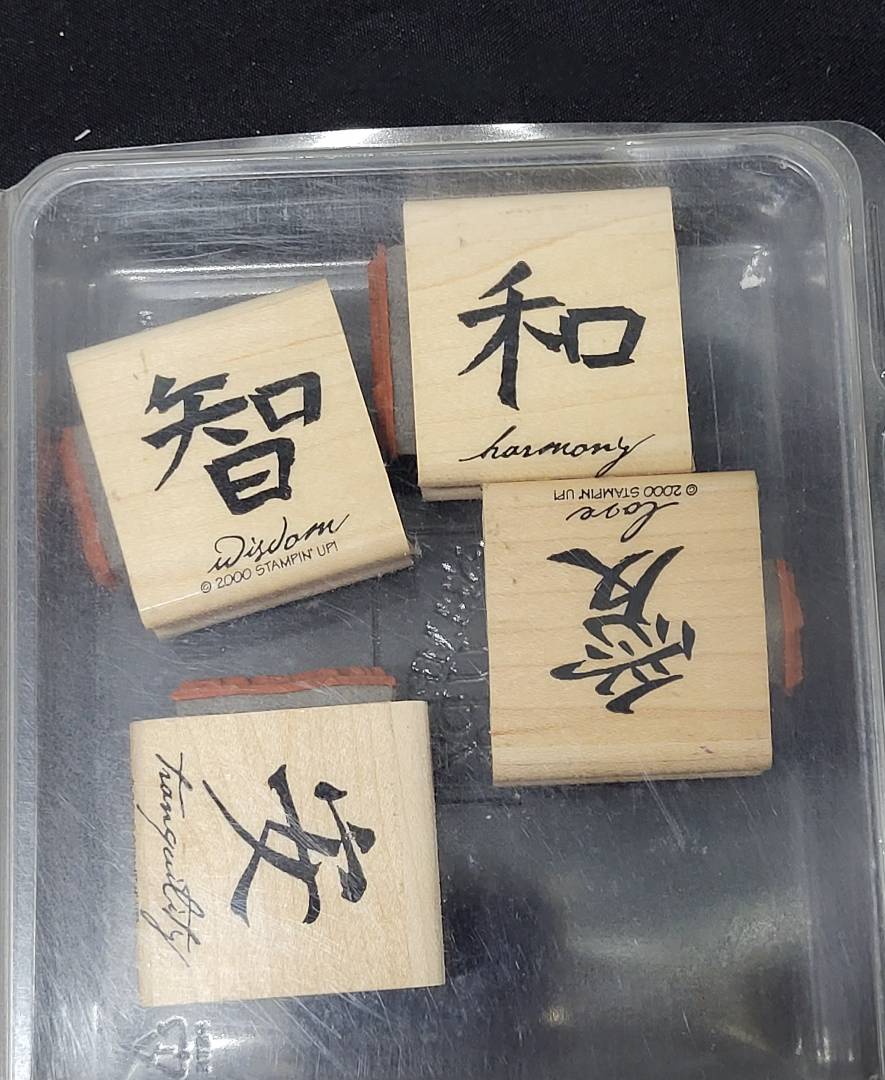 和
harmony
智
wisdom
© 2000 STAMPIN' UP!
愛
love
© 2000 STAMPIN' UP!
安
tranquility